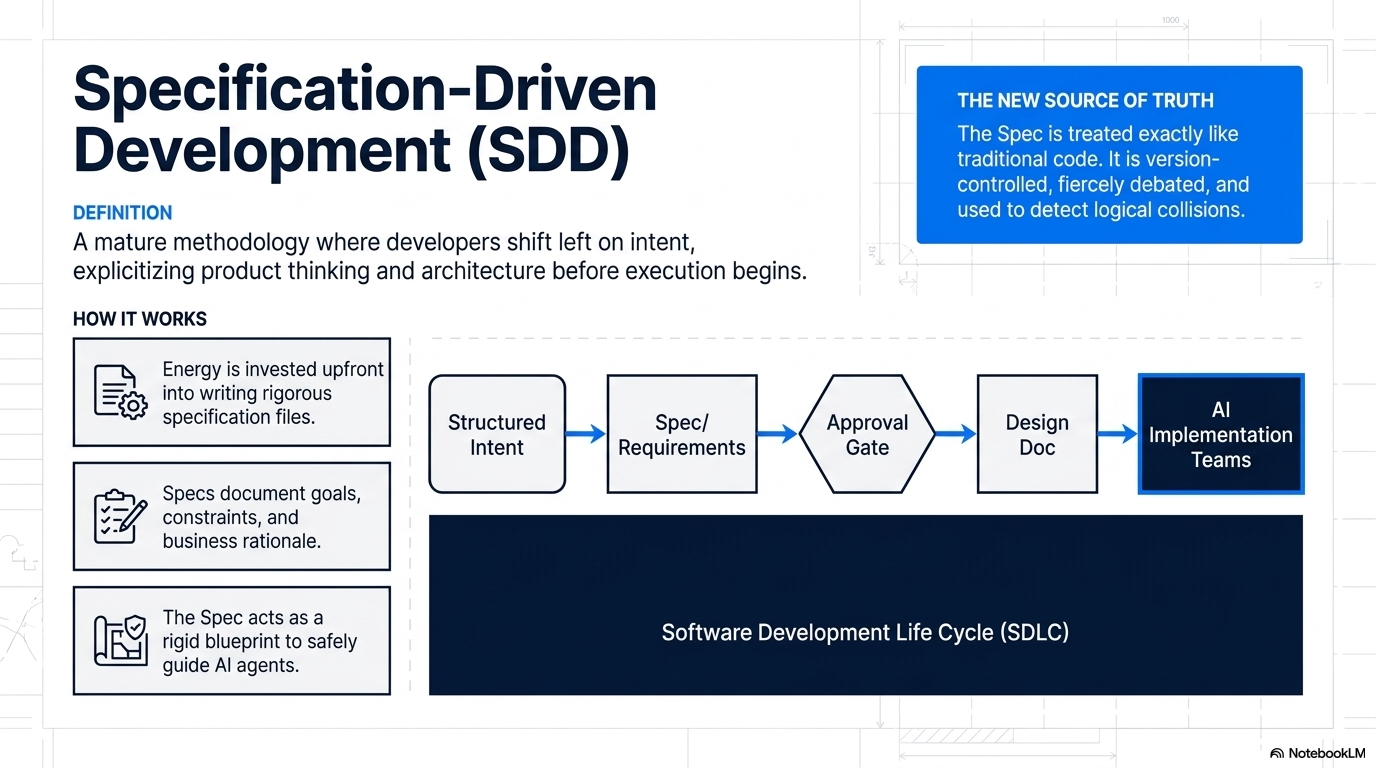 Specification-Driven
Development (SDD)
DEFINITION
A mature methodology where developers shift left on intent,
explicitizing product thinking and architecture before execution begins.
THE NEW SOURCE OF TRUTH
The Spec is treated exactly like
traditional code. It is version-
controlled, fiercely debated, and
used to detect logical collisions.
HOW IT WORKS
Energy is invested upfront
into writing rigorous
specification files.
Specs document goals,
constraints, and
business rationale.
The Spec acts as a
rigid blueprint to safely
guide AI agents.
Structured
Intent
Spec/
Requirements
Approval
Gate
Design
Doc
AI
Implementation
Teams
Software Development Life Cycle (SDLC)
1000
NotebookLM